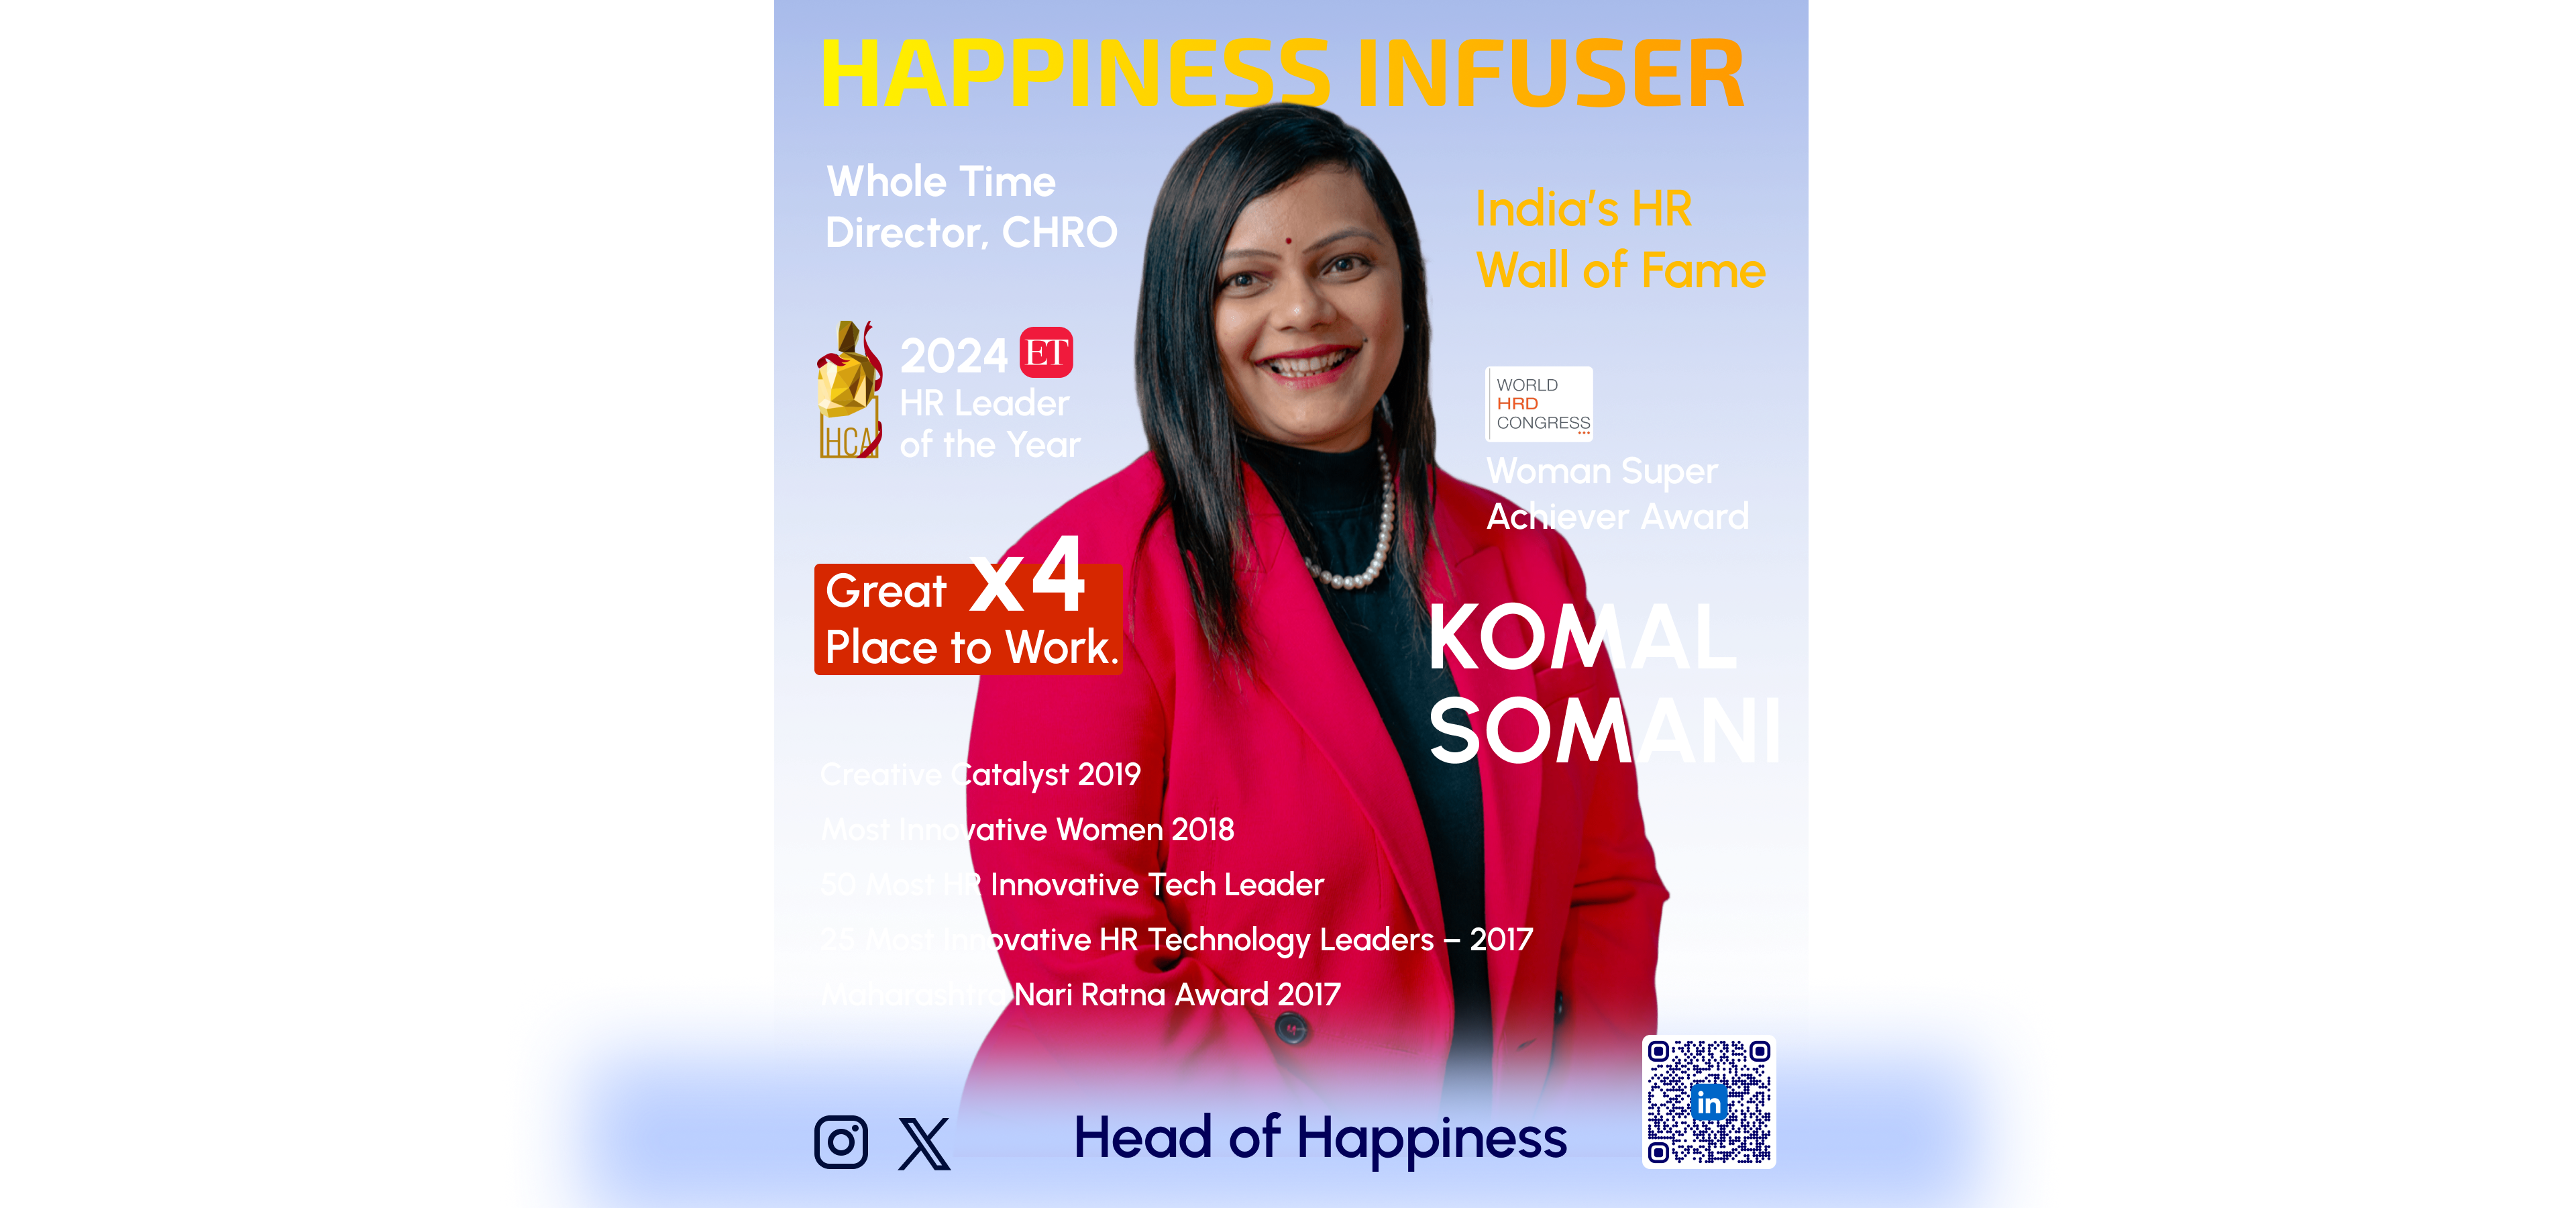 HAPPINESS INFUSER
Whole Time
Director, CHRO
India's HR
Wall of Fame
2024 ET
HR Leader
of the Year
HCA
WORLD
HRD
CONGRESS
Woman Super
Achiever Award
Great x4
Place to Work.
KOMAL
SOMANI
Creative Catalyst 2019
Most Innovative Women 2018
50 Most HR Innovative Tech Leader
25 Most Innovative HR Technology Leaders – 2017
Maharashtra Nari Ratna Award 2017
Head of Happiness
in